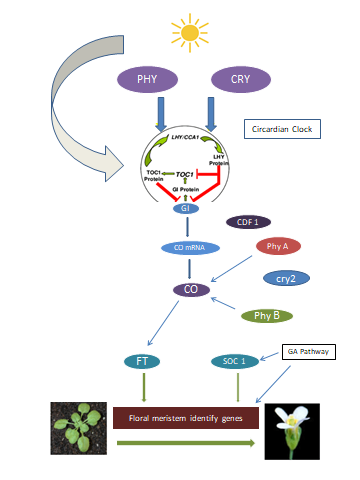 PHY
CRY
LHY/CCA1
Circardian Clock
LHY
Protein
TOC1
Protein
TOC1
GI Protein
GI
CDF 1
CO mRNA
Phy A
cry2
CO
Phy B
GA Pathway
FT
SOC 1
Floral meristem identify genes